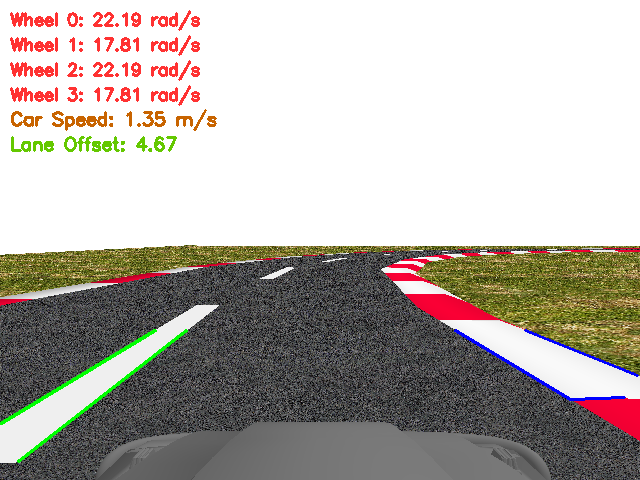 Wheel 0: 22.19 rad/s
Wheel 1: 17.81 rad/s
Wheel 2: 22.19 rad/s
Wheel 3: 17.81 rad/s
Car Speed: 1.35 m/s
Lane Offset: 4.67